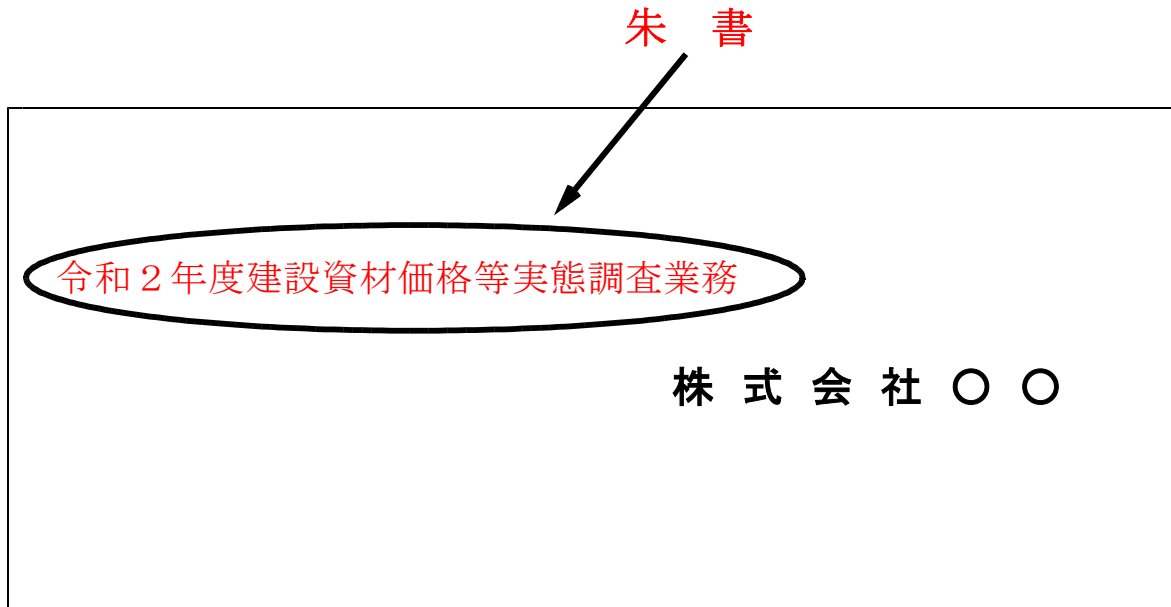 朱　書
令和２年度建設資材価格等実態調査業務
株 式 会 社 ○ ○